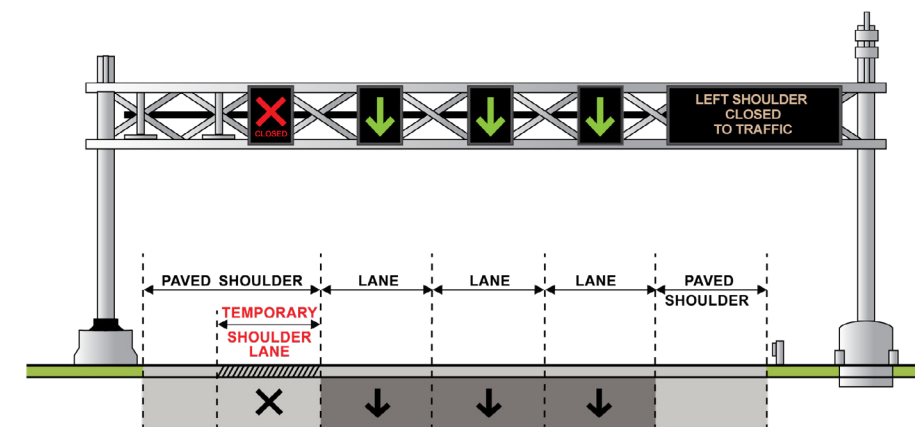 CLOSED
LEFT SHOULDER
CLOSED
TO TRAFFIC
PAVED SHOULDER
LANE
LANE
LANE
PAVED
SHOULDER
TEMPORARY
SHOULDER
LANE